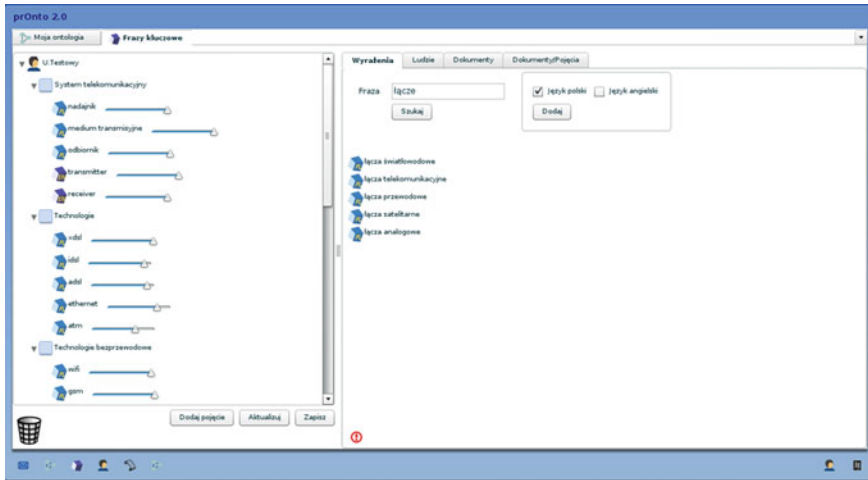 prOnto 2.0
Moja ontologia
Frazy kluczowe
U.Testowy
System telekomunikacyjny
nadajnik
medium transmisyjne
odbiornik
transmitter
receiver
Technologie
xdsl
idsl
adsl
ethernet
atm
Technologie bezprzewodowe
wifi
gsm
Dodaj pojęcie
Aktualizuj
Zapisz
Wyrażenia
Ludzie
Dokumenty
Dokumenty/Pojęcia
Fraza
łącze
Szukaj
Język polski
Język angielski
Dodaj
łącza światłowodowe
łącza telekomunikacyjne
łącza przewodowe
łącza satelitarne
łącza analogowe